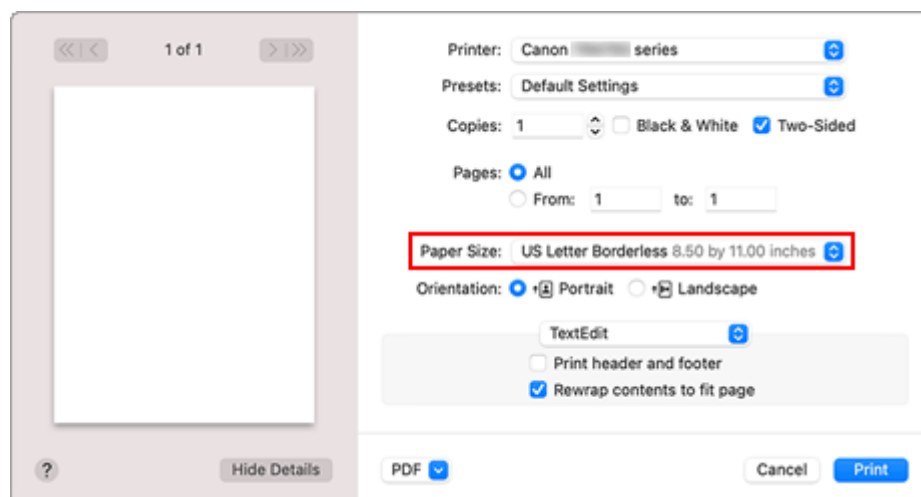 1 of 1
Printer: Canon series
Presets: Default Settings
Copies: 1 Black & White Two-Sided
Pages: All
From: 1 to: 1
Paper Size: US Letter Borderless 8.50 by 11.00 inches
Orientation: Portrait Landscape
TextEdit
Print header and footer
Rewrap contents to fit page
? Hide Details PDF Cancel Print